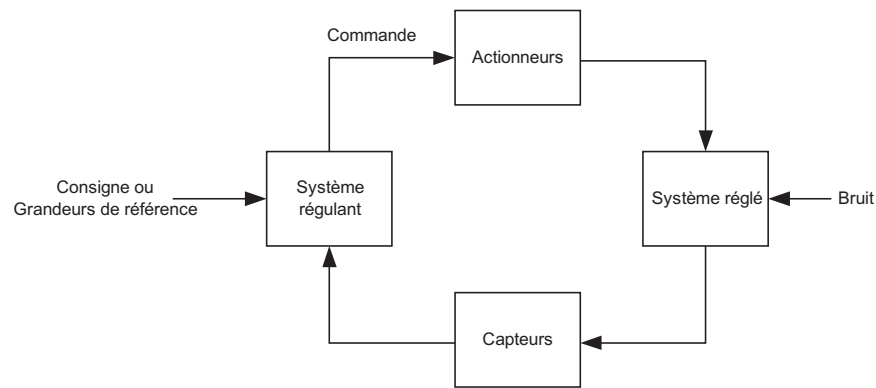 Commande
Actionneurs
Consigne ou
Grandeurs de référence
Système
régulant
Système réglé
Bruit
Capteurs